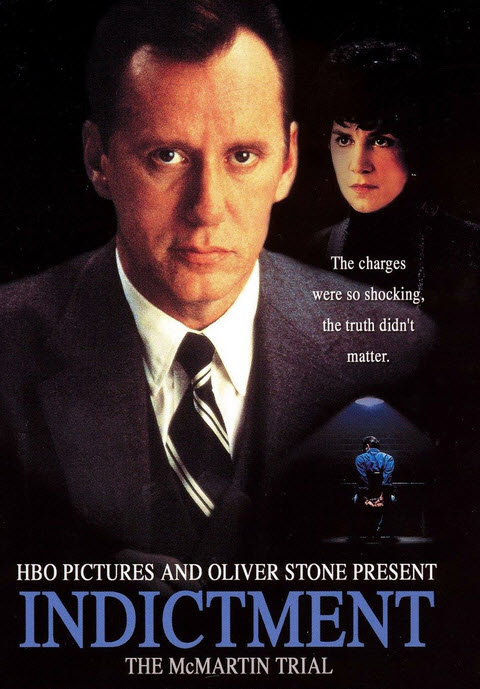 The charges
were so shocking,
the truth didn't
matter.
HBO PICTURES AND OLIVER STONE PRESENT
INDICTMENT
THE McMARTIN TRIAL